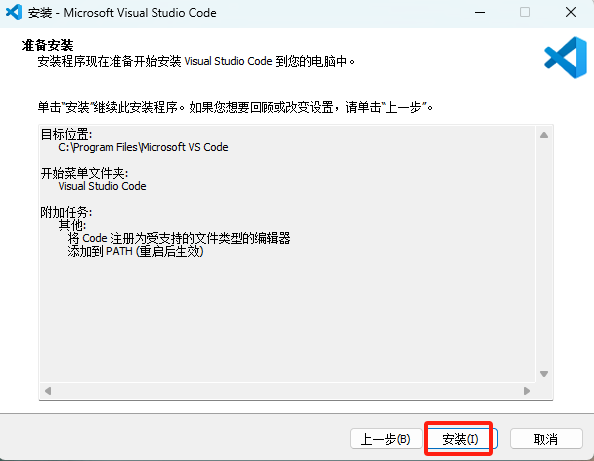 安装 - Microsoft Visual Studio Code
准备安装
安装程序现在准备开始安装 Visual Studio Code 到您的电脑中。
单击“安装”继续此安装程序。如果您想要回顾或改变设置，请单击“上一步”。
目标位置:
C:\Program Files\Microsoft VS Code
开始菜单文件夹:
Visual Studio Code
附加任务:
其他:
将 Code 注册为受支持的文件类型的编辑器
添加到 PATH (重启后生效)
上一步(B)
安装(I)
取消